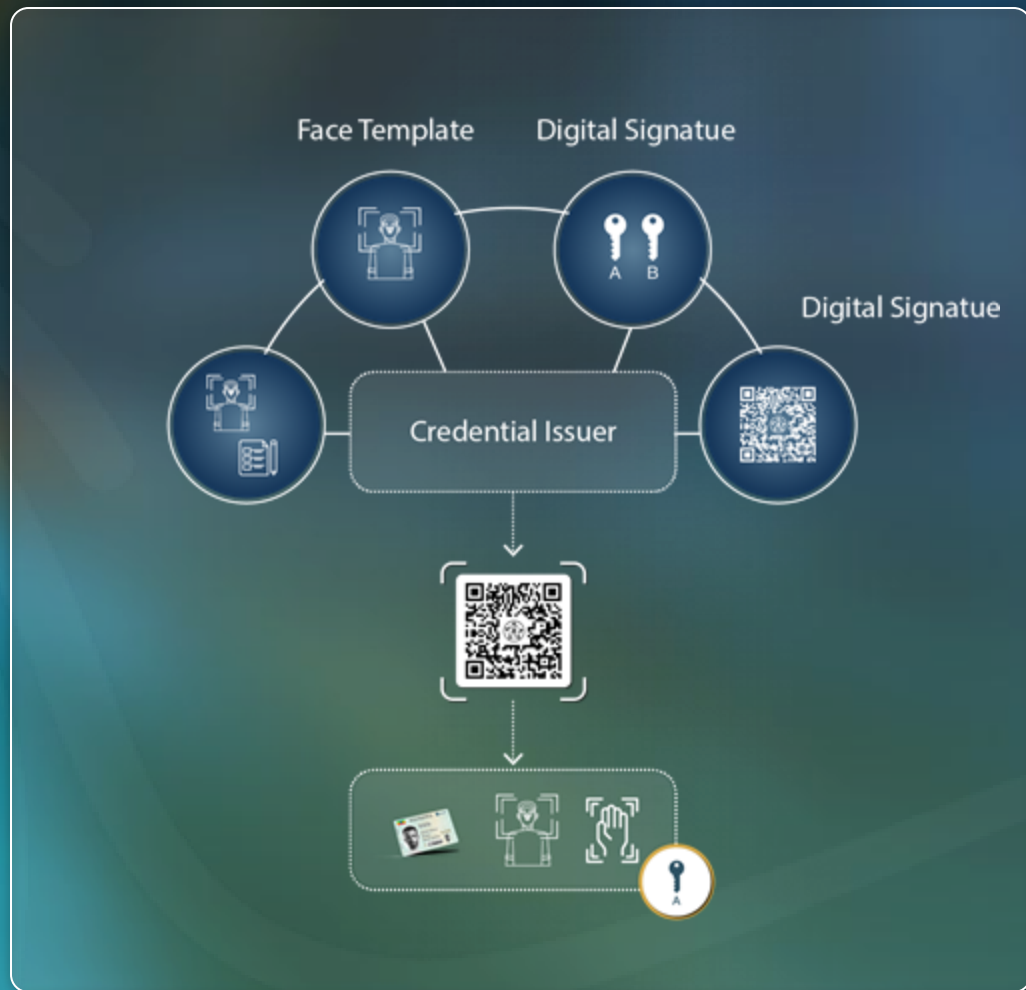 Face Template
Digital Signatue
Digital Signatue
A B
Credential Issuer
A